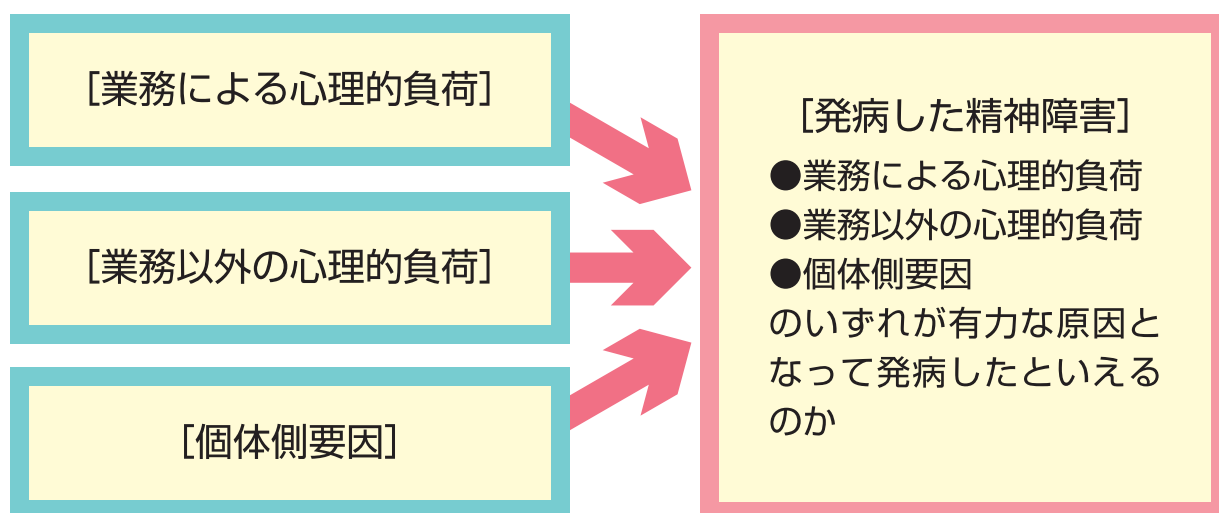 ［業務による心理的負荷］
［業務以外の心理的負荷］
［個体側要因］
［発病した精神障害］
●業務による心理的負荷
●業務以外の心理的負荷
●個体側要因
のいずれが有力な原因と
なって発病したといえる
のか